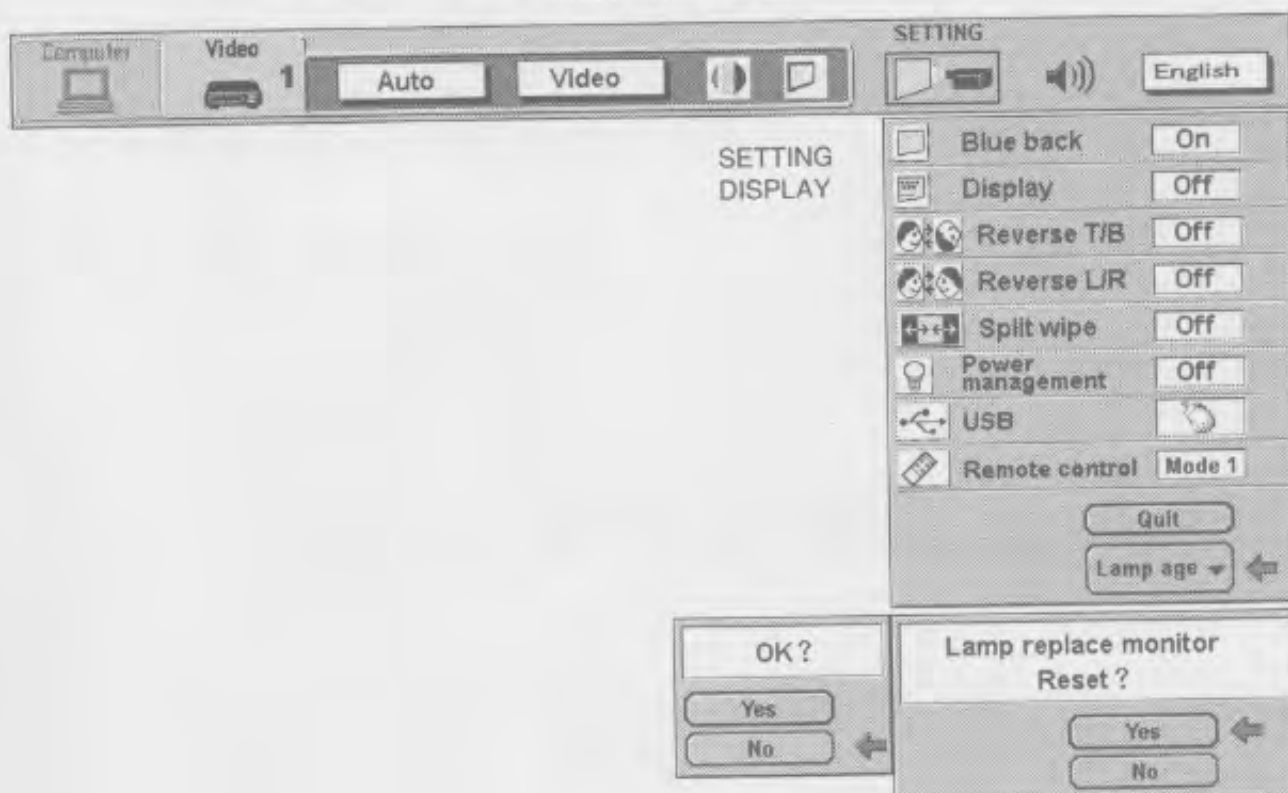 SETTING
Computer
Video
1
Auto
Video
English
SETTING
DISPLAY
Blue back On
Display Off
Reverse T/B Off
Reverse L/R Off
Split wipe Off
Power
management Off
USB
Remote control Mode 1
Quit
Lamp age
OK?
Yes
No
Lamp replace monitor
Reset?
Yes
No